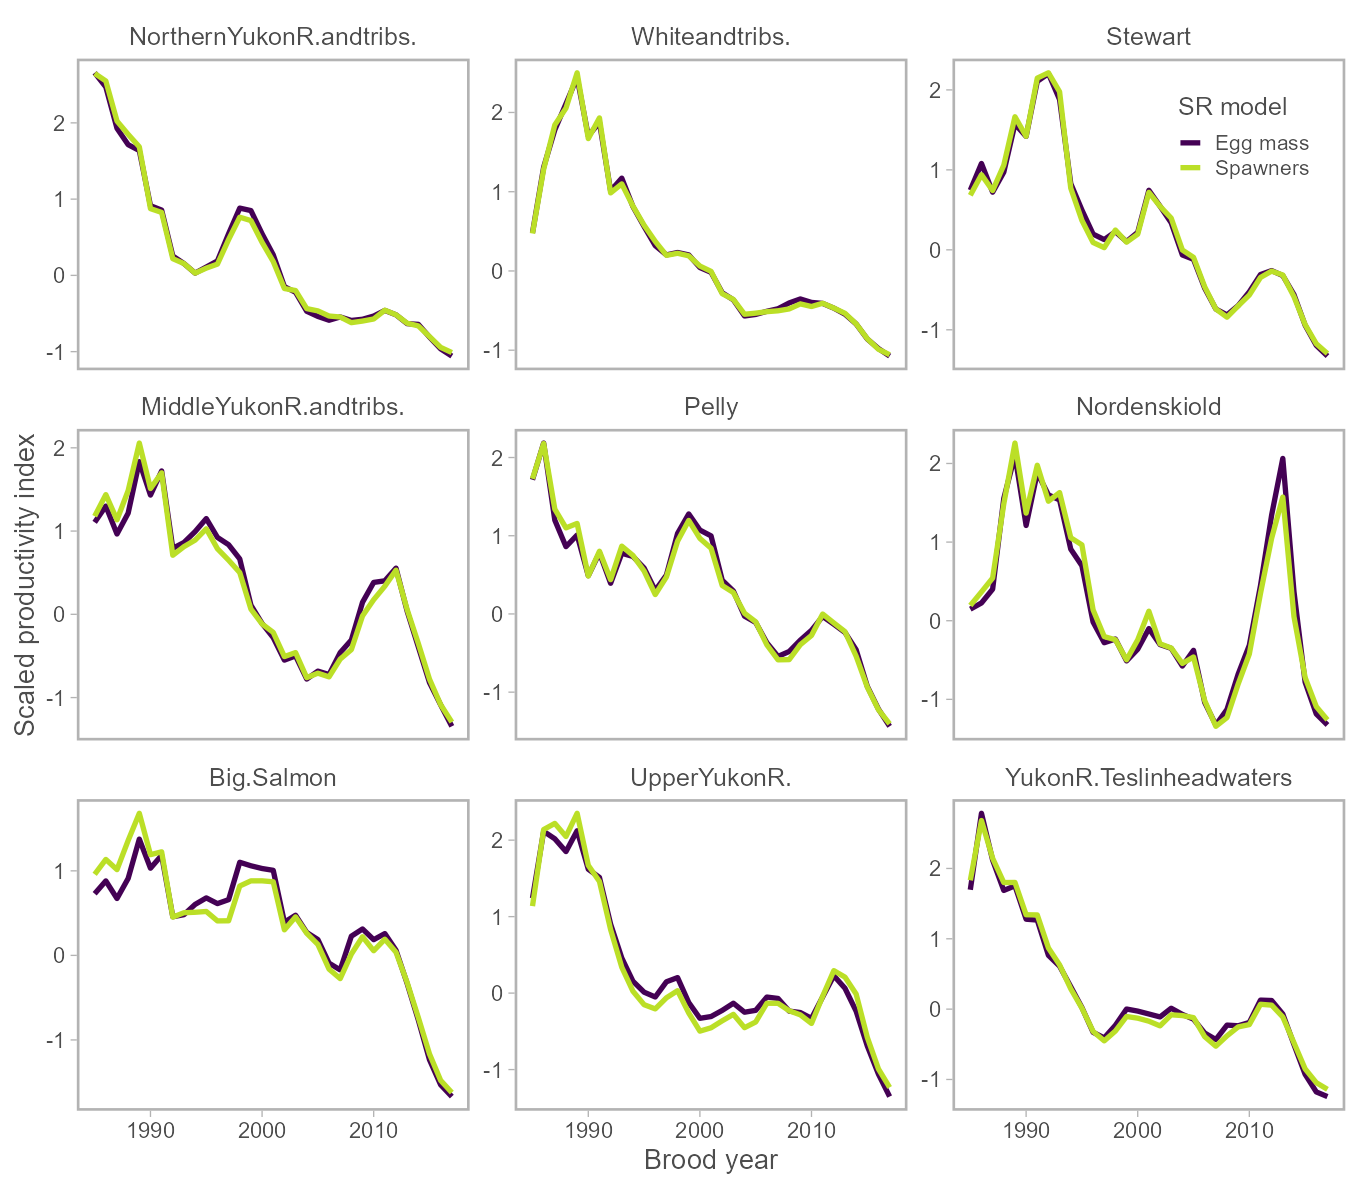 NorthernYukonR.andtribs.
Whiteandtribs.
Stewart
2
1
0
-1
2
1
0
-1
2
1
0
-1
SR model
Egg mass
Spawners
MiddleYukonR.andtribs.
Pelly
Nordenskiold
2
1
0
-1
2
1
0
-1
2
1
0
-1
Scaled productivity index
Big.Salmon
UpperYukonR.
YukonR.Teslinheadwaters
1
0
-1
2
1
0
-1
2
1
0
-1
1990 2000 2010
1990 2000 2010
1990 2000 2010
Brood year